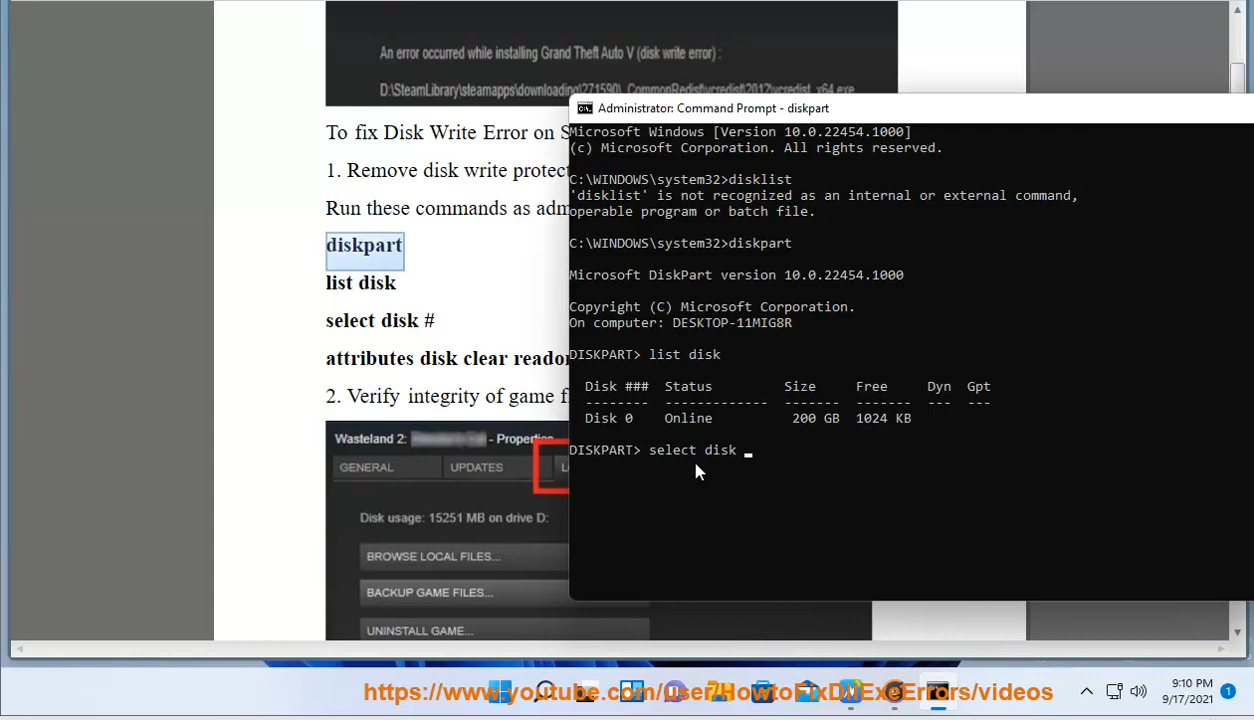 An error occurred while installing Grand Theft Auto V (disk write error) :
D:\SteamLibrary\steamapps\downloading\271590\_CommonRedist\vcredist\2012\vcredist_x64.exe
To fix Disk Write Error on S
1. Remove disk write protect
Run these commands as adm
diskpart
list disk
select disk #
attributes disk clear reado
2. Verify integrity of game f
Wasteland 2: - Properties
GENERAL UPDATES L
Disk usage: 15251 MB on drive D:
BROWSE LOCAL FILES...
BACKUP GAME FILES...
UNINSTALL GAME...
Administrator: Command Prompt - diskpart
Microsoft Windows [Version 10.0.22454.1000]
(c) Microsoft Corporation. All rights reserved.
C:\WINDOWS\system32>disklist
'disklist' is not recognized as an internal or external command,
operable program or batch file.
C:\WINDOWS\system32>diskpart
Microsoft DiskPart version 10.0.22454.1000
Copyright (C) Microsoft Corporation.
On computer: DESKTOP-11MIG8R
DISKPART> list disk
Disk ### Status Size Free Dyn Gpt
-------- ------------- ------- ------- --- ---
Disk 0 Online 200 GB 1024 KB
DISKPART> select disk _
https://www.youtube.com/user/HowtoFixDllExeErrors/videos
9:10 PM
9/17/2021
1